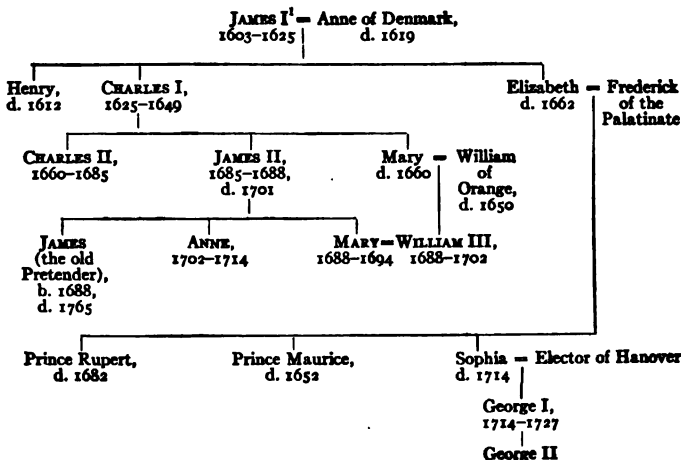 JAMES I¹ = Anne of Denmark,
1603–1625 d. 1619
Henry, CHARLES I, Elizabeth = Frederick
d. 1612 1625–1649 d. 1662 of the
Palatinate
CHARLES II, JAMES II, Mary = William
1660–1685 1685–1688, d. 1660 of
d. 1701 Orange,
d. 1650
JAMES ANNE, MARY=WILLIAM III,
(the old 1702–1714 1688–1694 1688–1702
Pretender),
b. 1688,
d. 1765
Prince Rupert, Prince Maurice, Sophia = Elector of Hanover
d. 1682 d. 1652 d. 1714
George I,
1714–1727
George II